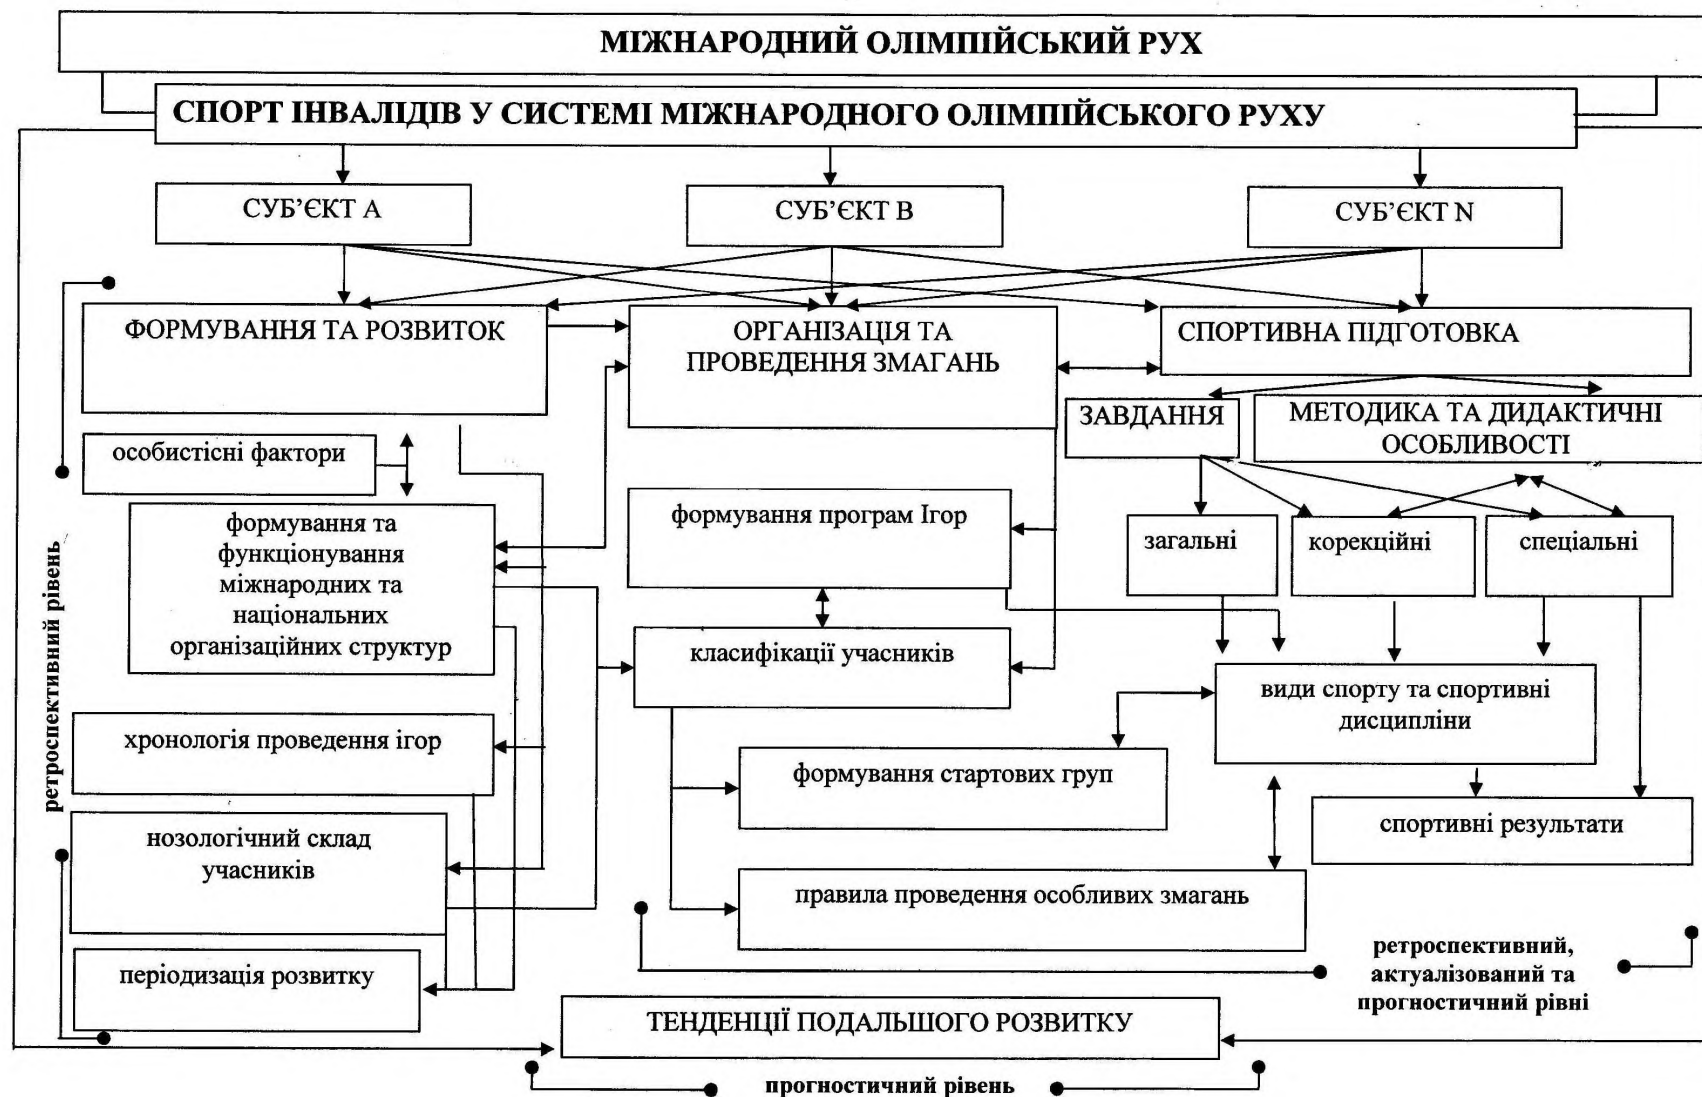 МІЖНАРОДНИЙ ОЛІМПІЙСЬКИЙ РУХ
СПОРТ ІНВАЛІДІВ У СИСТЕМІ МІЖНАРОДНОГО ОЛІМПІЙСЬКОГО РУХУ
СУБ’ЄКТ А
СУБ’ЄКТ В
СУБ’ЄКТ N
ФОРМУВАННЯ ТА РОЗВИТОК
ОРГАНІЗАЦІЯ ТА
ПРОВЕДЕННЯ ЗМАГАНЬ
СПОРТИВНА ПІДГОТОВКА
ЗАВДАННЯ
МЕТОДИКА ТА ДИДАКТИЧНІ
ОСОБЛИВОСТІ
особистісні фактори
формування та
функціонування
міжнародних та
національних
організаційних структур
формування програм Ігор
загальні
корекційні
спеціальні
ретроспективний рівень
класифікації учасників
види спорту та спортивні
дисципліни
хронологія проведення ігор
формування стартових груп
спортивні результати
нозологічний склад
учасників
правила проведення особливих змагань
періодизація розвитку
ретроспективний,
актуалізований та
прогностичний рівні
ТЕНДЕНЦІЇ ПОДАЛЬШОГО РОЗВИТКУ
прогностичний рівень